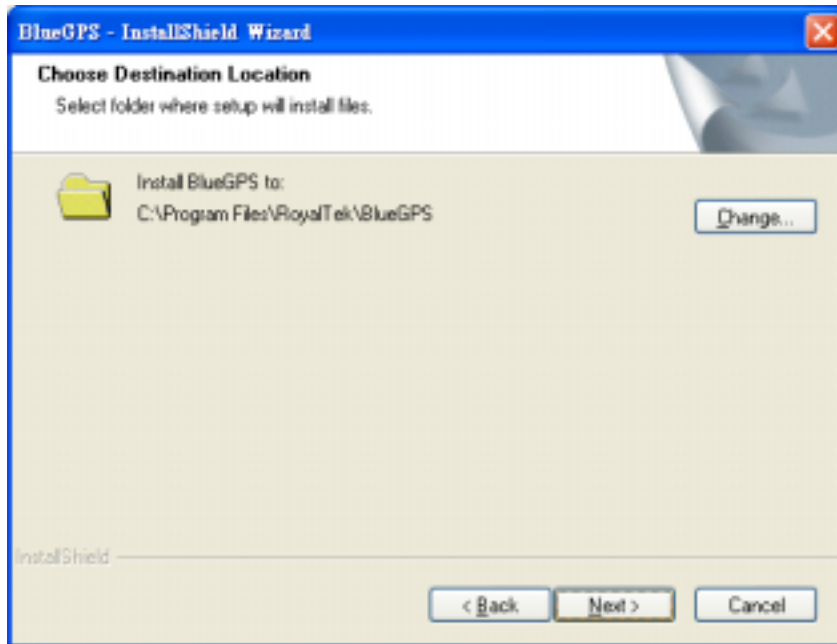 BlueGPS - InstallShield Wizard
Choose Destination Location
Select folder where setup will install files.
Install BlueGPS to:
C:\Program Files\RoyalTek\BlueGPS
Change...
InstallShield
< Back Next > Cancel